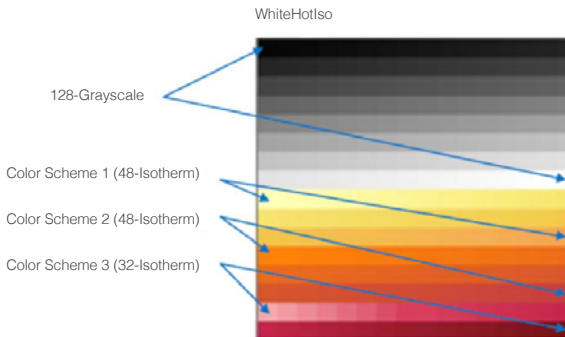 WhiteHotIso
128-Grayscale
Color Scheme 1 (48-Isotherm)
Color Scheme 2 (48-Isotherm)
Color Scheme 3 (32-Isotherm)